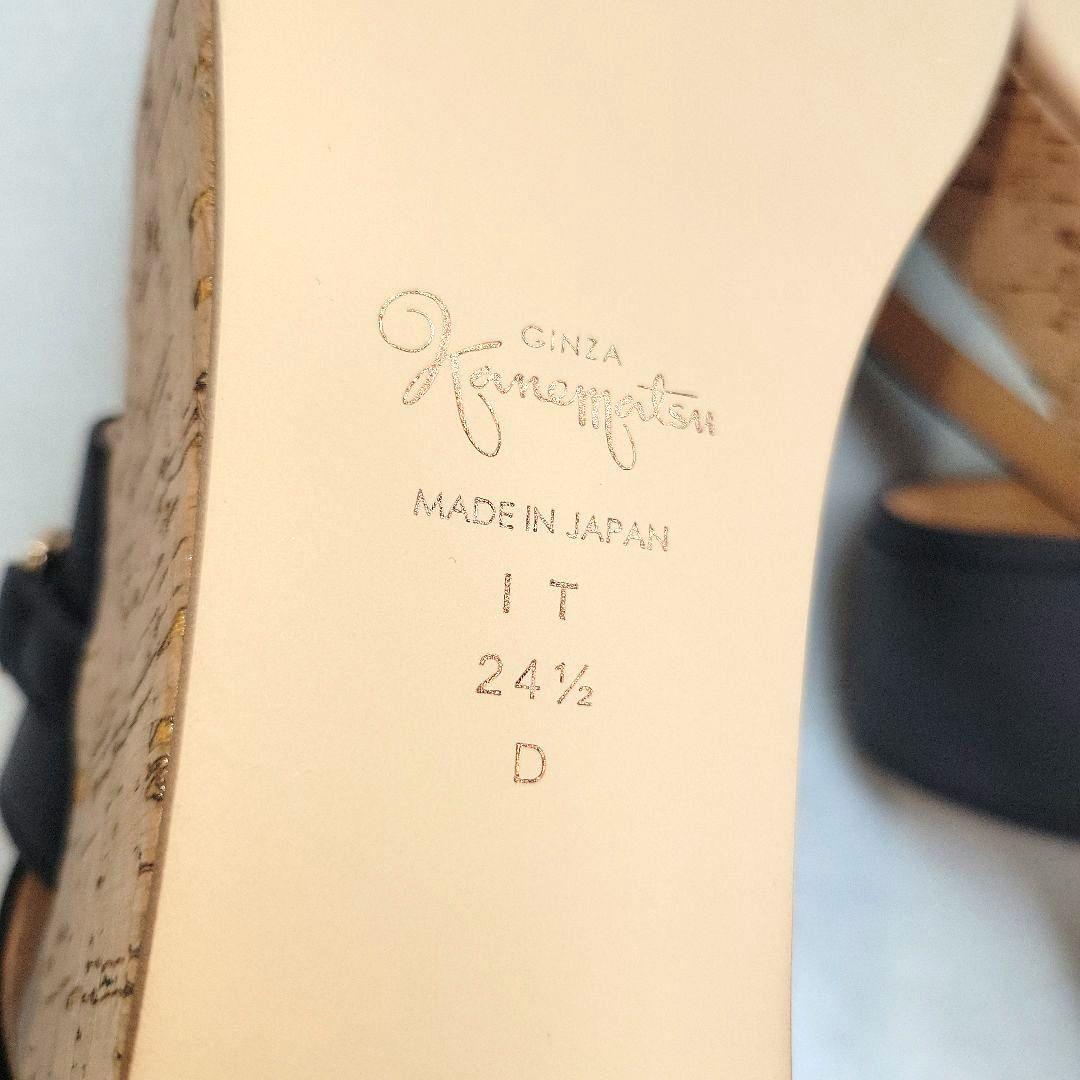 GINZA
Kanematsu
MADE IN JAPAN
I T
24½
D